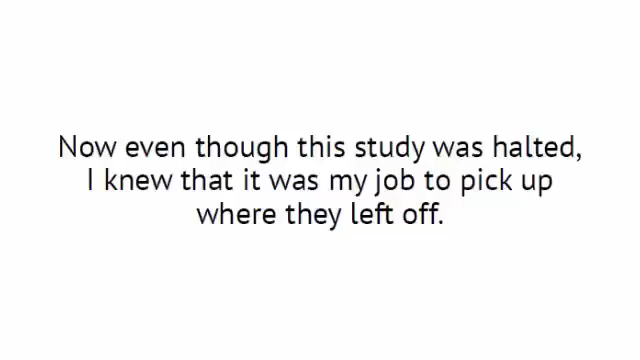 Now even though this study was halted,
I knew that it was my job to pick up
where they left off.